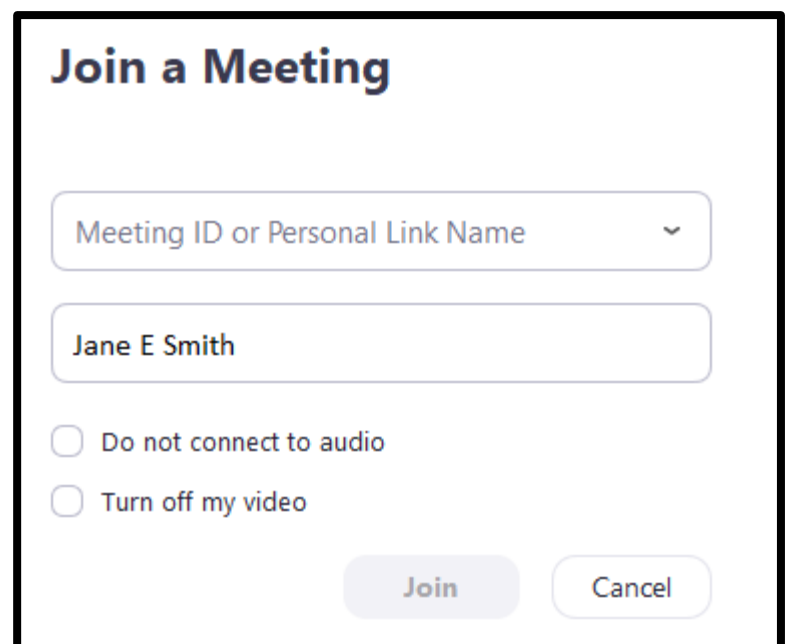 Join a Meeting
Meeting ID or Personal Link Name
Jane E Smith
Do not connect to audio
Turn off my video
Join Cancel